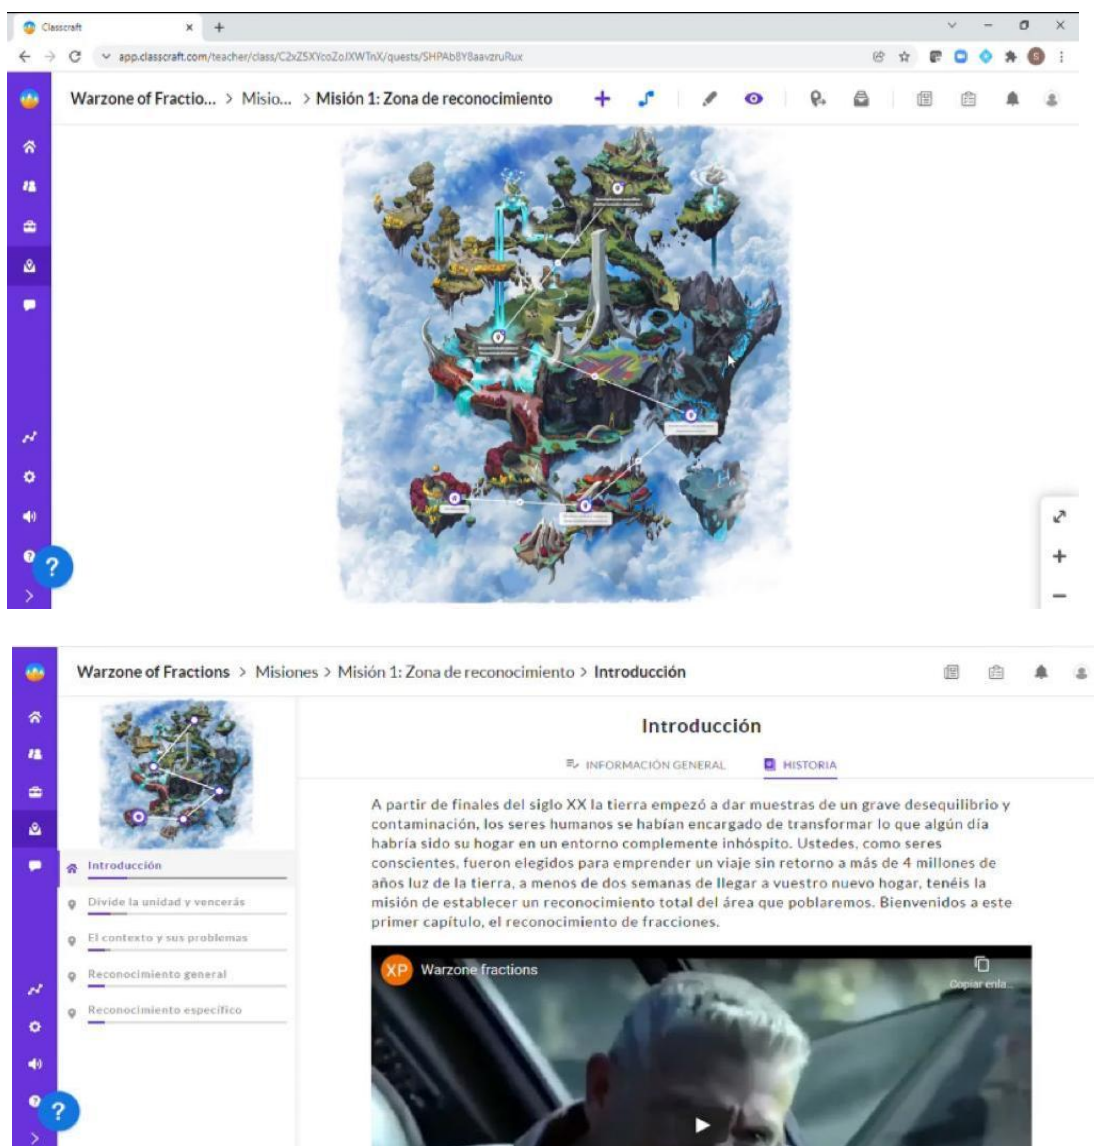 Classcraft
app.classcraft.com/teacher/class/C2xZ5XYcoZoJXWTnX/quests/SHPAb8Y8aavzruRux
S
Warzone of Fractio... > Misio... > Misión 1: Zona de reconocimiento
?
Warzone of Fractions > Misiones > Misión 1: Zona de reconocimiento > Introducción
Introducción
Divide la unidad y vencerás
El contexto y sus problemas
Reconocimiento general
Reconocimiento específico
?
Introducción
INFORMACIÓN GENERAL
HISTORIA
A partir de finales del siglo XX la tierra empezó a dar muestras de un grave desequilibrio y
contaminación, los seres humanos se habían encargado de transformar lo que algún día
habría sido su hogar en un entorno complemente inhóspito. Ustedes, como seres
conscientes, fueron elegidos para emprender un viaje sin retorno a más de 4 millones de
años luz de la tierra, a menos de dos semanas de llegar a vuestro nuevo hogar, tenéis la
misión de establecer un reconocimiento total del área que poblaremos. Bienvenidos a este
primer capítulo, el reconocimiento de fracciones.
XP Warzone fractions
Copiar enla...